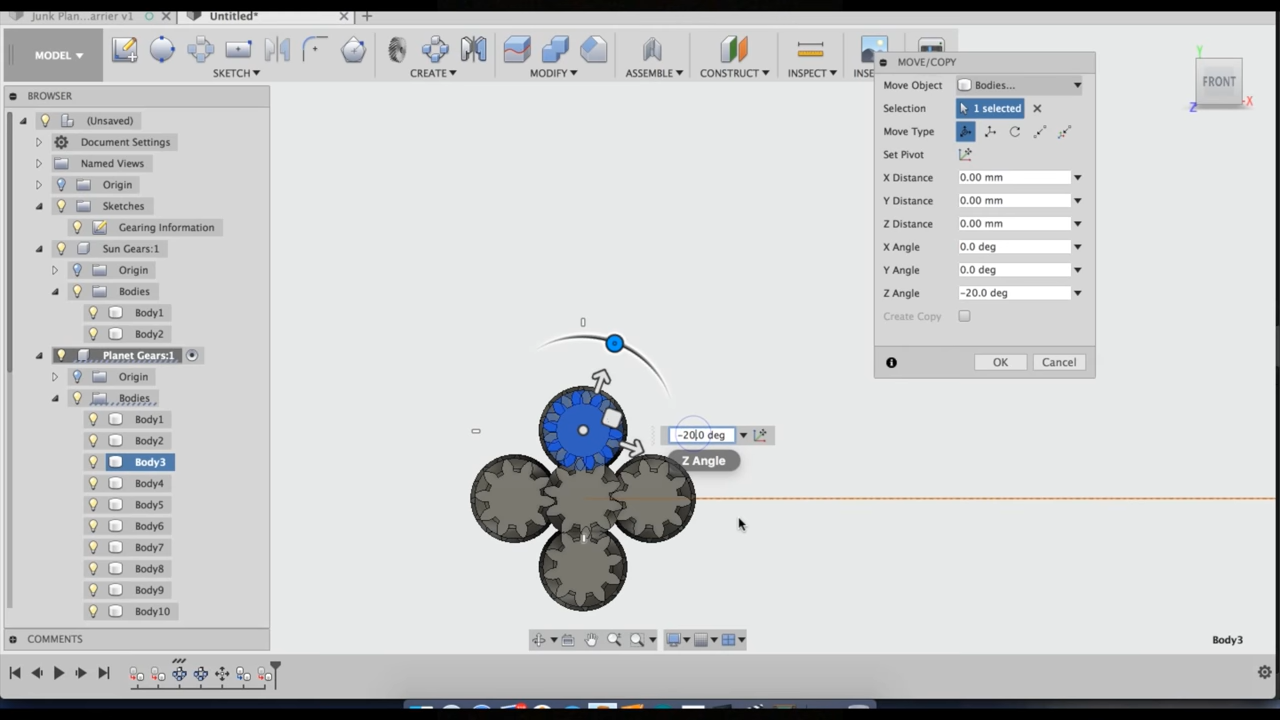 Junk Plan...arrier v1
Untitled*
MODEL
SKETCH
CREATE
MODIFY
ASSEMBLE
CONSTRUCT
INSPECT
INSE
MOVE/COPY
Move Object Bodies...
Selection 1 selected
Move Type
Set Pivot
X Distance 0.00 mm
Y Distance 0.00 mm
Z Distance 0.00 mm
X Angle 0.0 deg
Y Angle 0.0 deg
Z Angle -20.0 deg
Create Copy
OK Cancel
Y
FRONT
X
Z
BROWSER
(Unsaved)
Document Settings
Named Views
Origin
Sketches
Gearing Information
Sun Gears:1
Origin
Bodies
Body1
Body2
Planet Gears:1
Origin
Bodies
Body1
Body2
Body3
Body4
Body5
Body6
Body7
Body8
Body9
Body10
-20.0 deg
Z Angle
COMMENTS
Body3